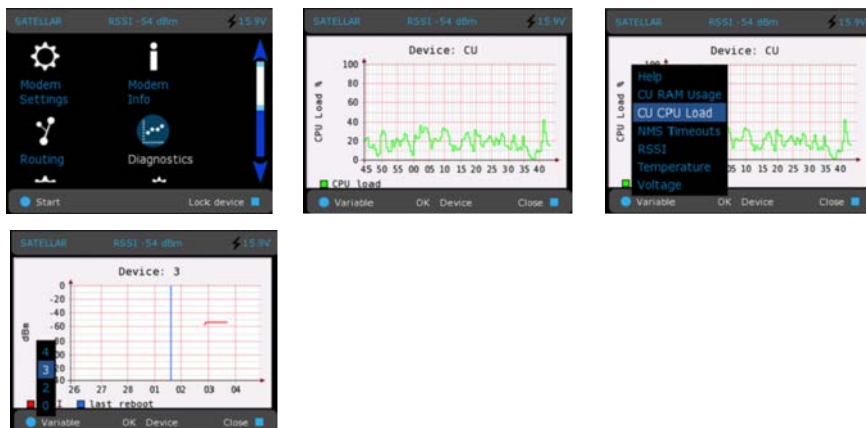 SATELLAR RSSI -54 dBm 15.9V
Modem Settings
Modem Info
Routing
Diagnostics
Start Lock device
SATELLAR RSSI -54 dBm 15.9V
Device: CU
CPU Load %
100
80
60
40
20
0
45 50 55 00 05 10 15 20 25 30 35 40
CPU load
Variable OK Device Close
SATELLAR RSSI -54 dBm 15.9V
Device: CU
CPU Load %
Help
CU RAM Usage
CU CPU Load
NMS Timeouts
RSSI
Temperature
Voltage
05 10 15 20 25 30 35 40
Variable OK Device Close
SATELLAR RSSI -54 dBm 15.9V
Device: 3
dBm
0
-20
-40
-60
4
3
2
0
26 27 28 01 02 03 04
last reboot
Variable OK Device Close